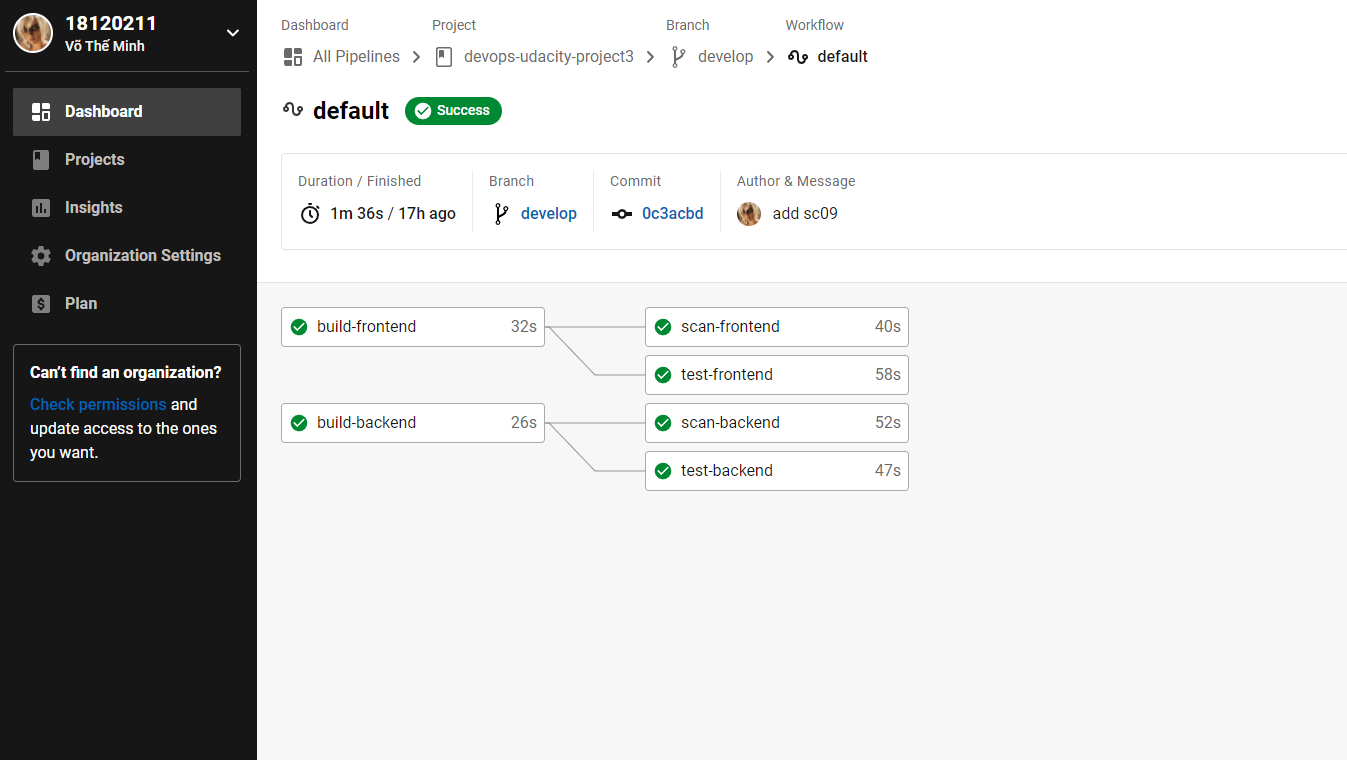 18120211
Võ Thế Minh
Dashboard
Projects
Insights
Organization Settings
Plan
Can't find an organization?
Check permissions and
update access to the ones
you want.
Dashboard
Project
Branch
Workflow
All Pipelines
devops-udacity-project3
develop
default
default
Success
Duration / Finished
Branch
Commit
Author & Message
1m 36s / 17h ago
develop
0c3acbd
add sc09
build-frontend 32s
scan-frontend 40s
test-frontend 58s
build-backend 26s
scan-backend 52s
test-backend 47s